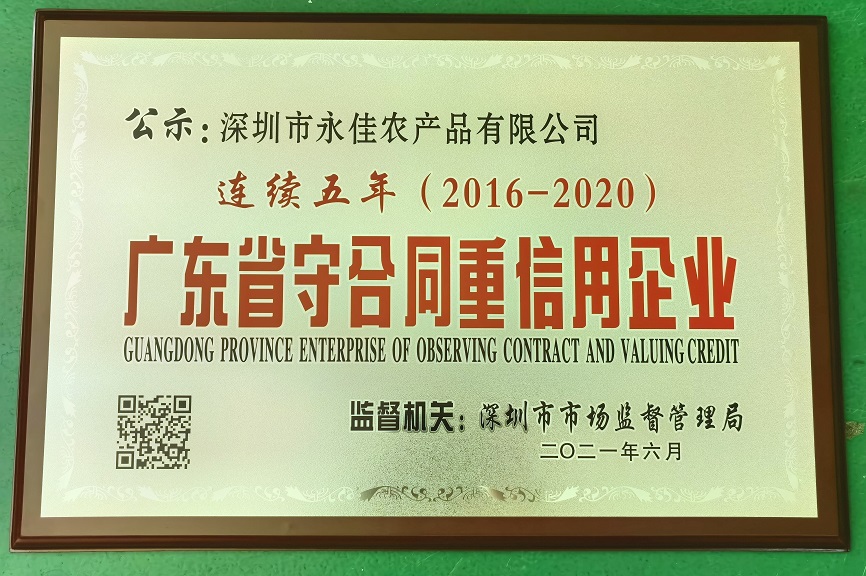 公示：深圳市永佳农产品有限公司
连续五年（2016-2020）
广东省守合同重信用企业
GUANGDONG PROVINCE ENTERPRISE OF OBSERVING CONTRACT AND VALUING CREDIT
监督机关：深圳市市场监督管理局
二〇二一年六月